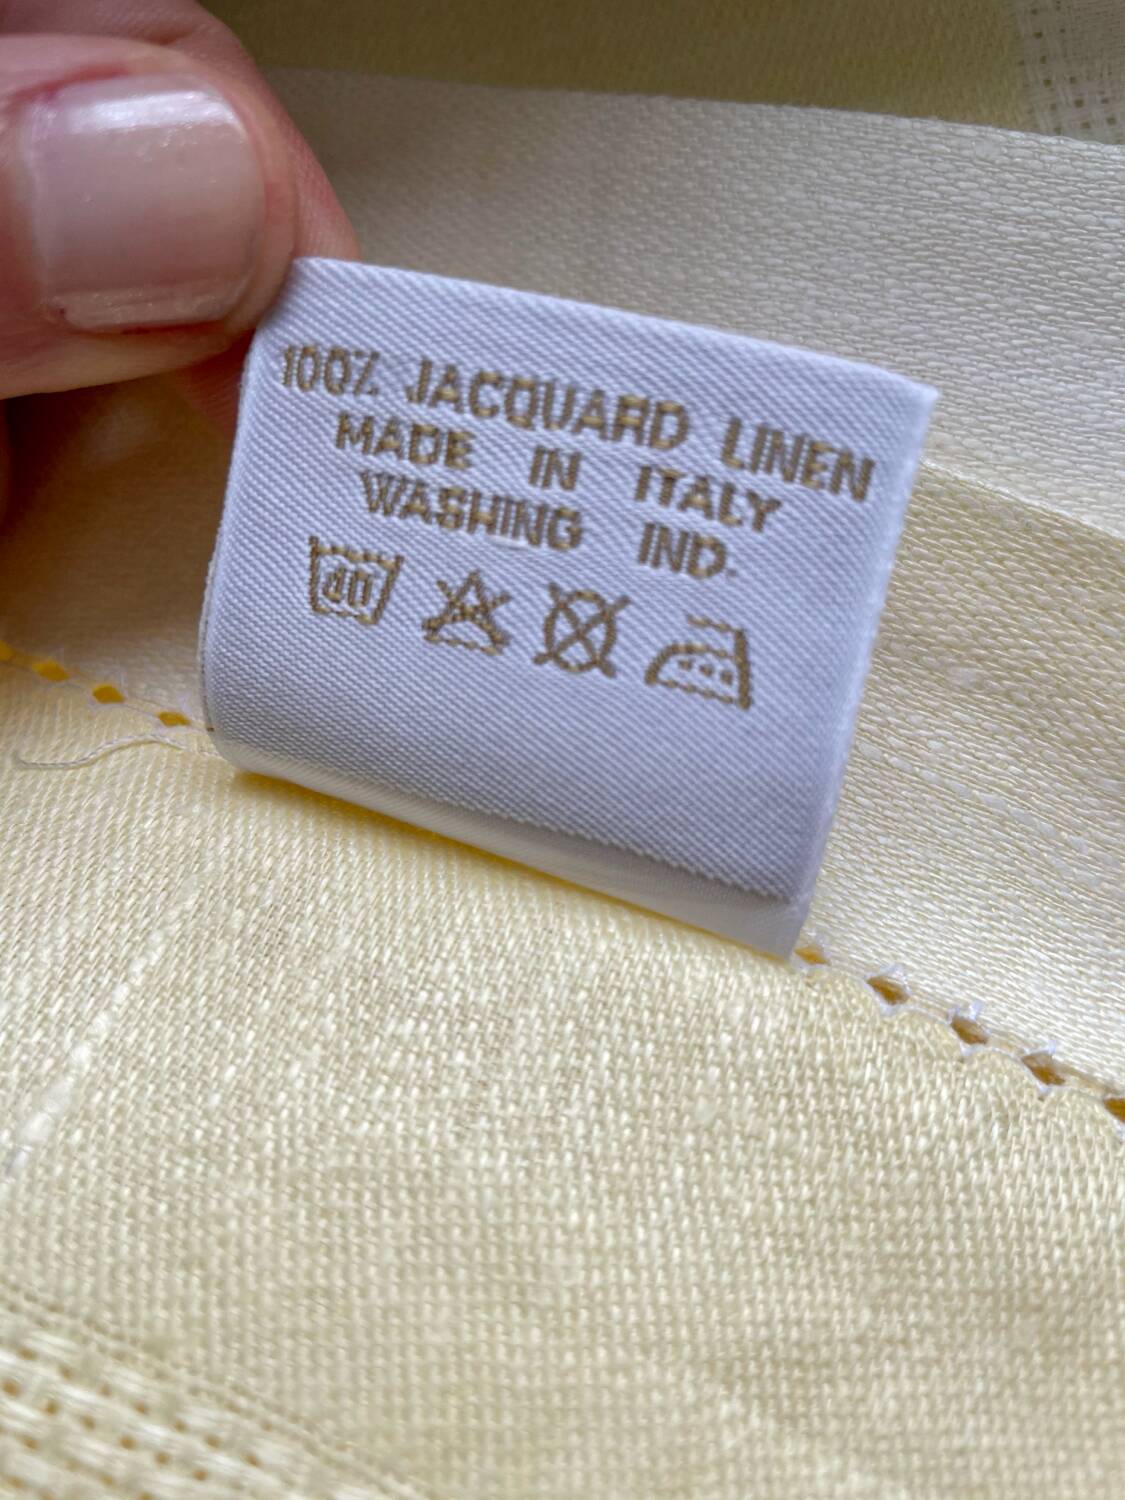 100% JACQUARD LINEN
MADE IN ITALY
WASHING IND.
40